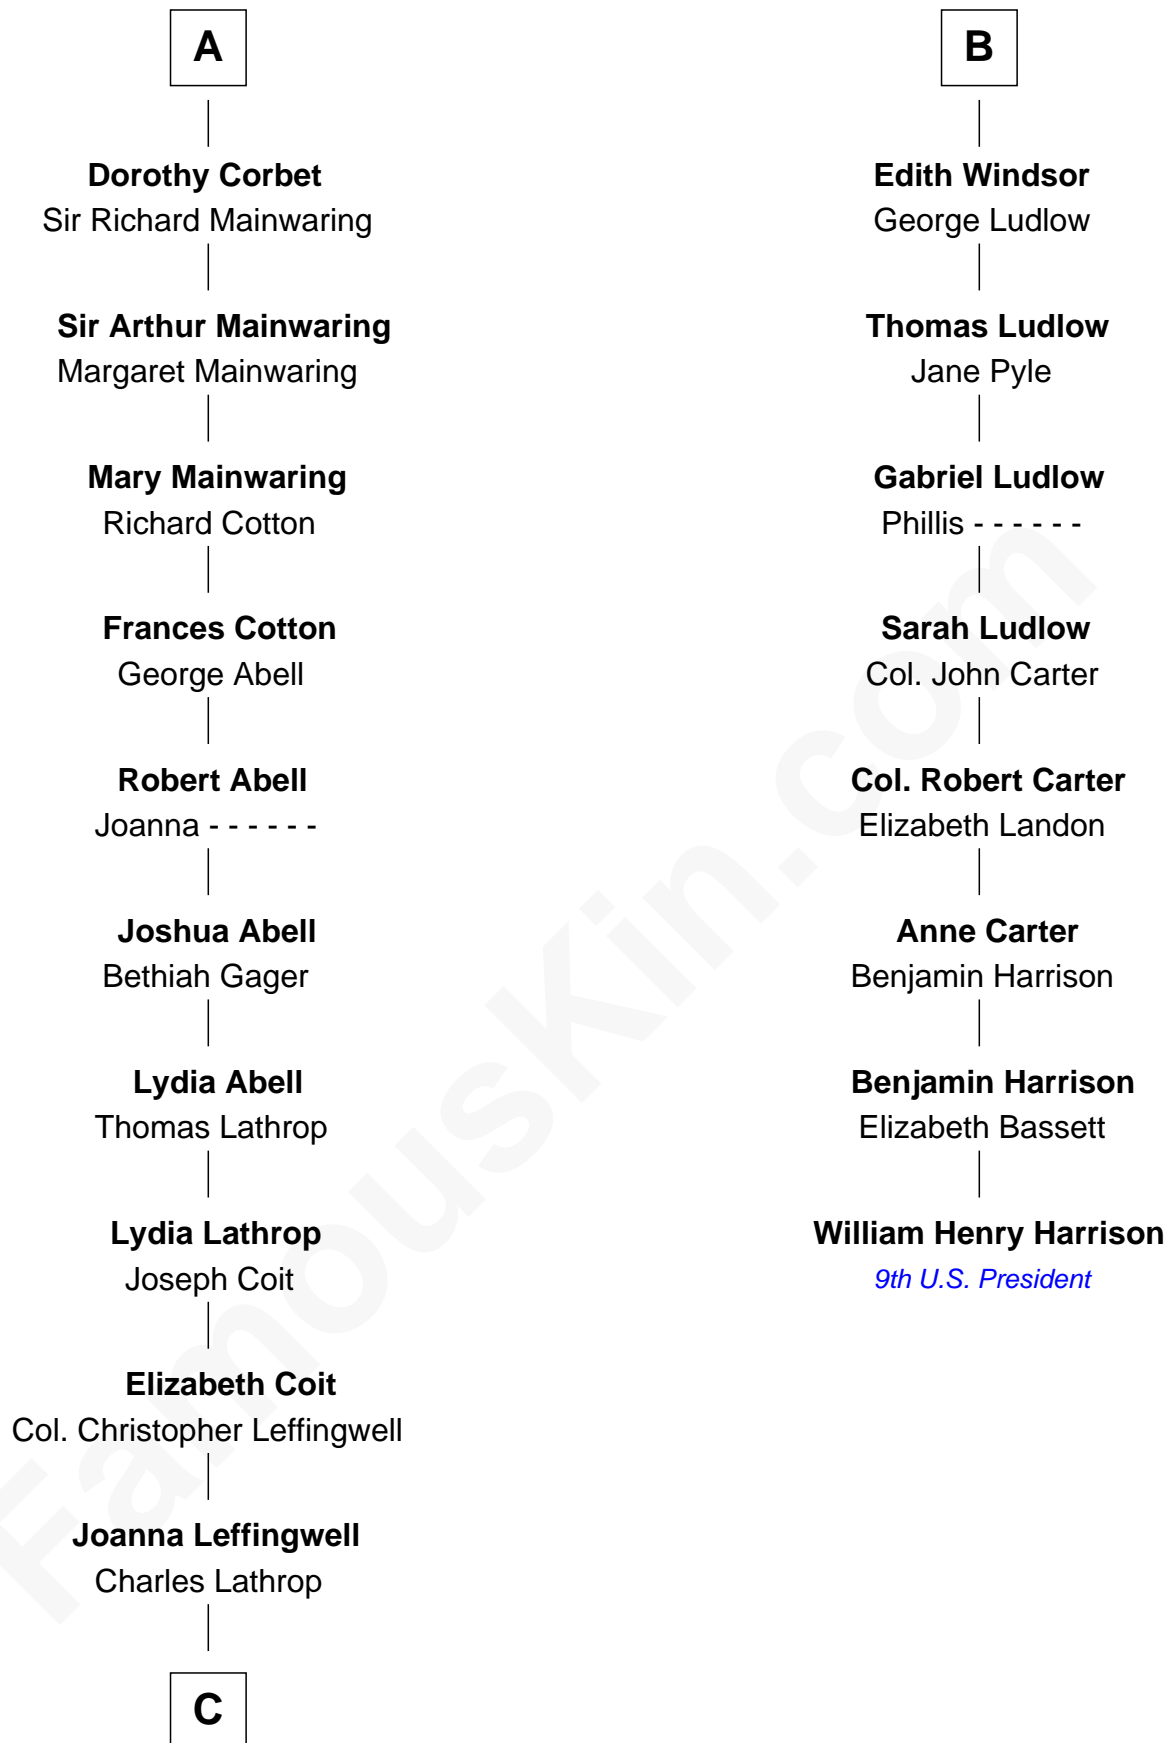 A
Dorothy Corbet
Sir Richard Mainwaring
Sir Arthur Mainwaring
Margaret Mainwaring
Mary Mainwaring
Richard Cotton
Frances Cotton
George Abell
Robert Abell
Joanna - - - - - -
Joshua Abell
Bethiah Gager
Lydia Abell
Thomas Lathrop
Lydia Lathrop
Joseph Coit
Elizabeth Coit
Col. Christopher Leffingwell
Joanna Leffingwell
Charles Lathrop
C
B
Edith Windsor
George Ludlow
Thomas Ludlow
Jane Pyle
Gabriel Ludlow
Phillis - - - - - -
Sarah Ludlow
Col. John Carter
Col. Robert Carter
Elizabeth Landon
Anne Carter
Benjamin Harrison
Benjamin Harrison
Elizabeth Bassett
William Henry Harrison
9th U.S. President
FamousKin.com